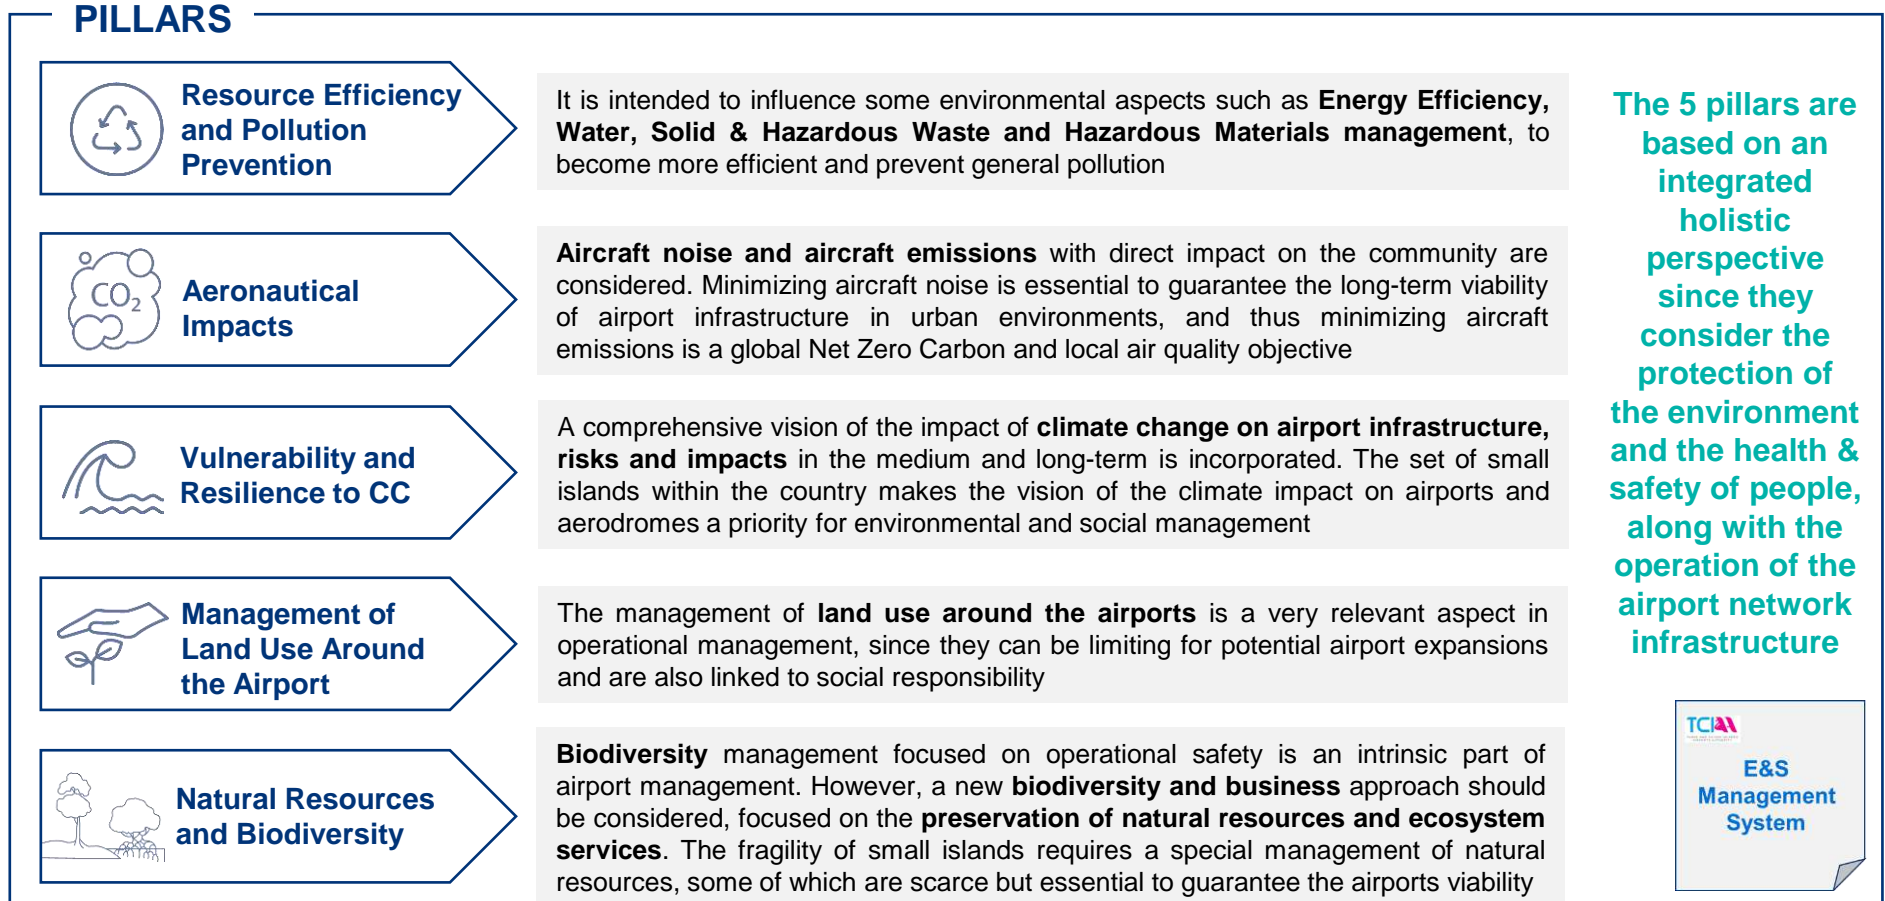 PILLARS
Resource Efficiency
and Pollution
Prevention
It is intended to influence some environmental aspects such as Energy Efficiency,
Water, Solid & Hazardous Waste and Hazardous Materials management, to
become more efficient and prevent general pollution
CO2
Aeronautical
Impacts
Aircraft noise and aircraft emissions with direct impact on the community are
considered. Minimizing aircraft noise is essential to guarantee the long-term viability
of airport infrastructure in urban environments, and thus minimizing aircraft
emissions is a global Net Zero Carbon and local air quality objective
Vulnerability and
Resilience to CC
A comprehensive vision of the impact of climate change on airport infrastructure,
risks and impacts in the medium and long-term is incorporated. The set of small
islands within the country makes the vision of the climate impact on airports and
aerodromes a priority for environmental and social management
Management of
Land Use Around
the Airport
The management of land use around the airports is a very relevant aspect in
operational management, since they can be limiting for potential airport expansions
and are also linked to social responsibility
Natural Resources
and Biodiversity
Biodiversity management focused on operational safety is an intrinsic part of
airport management. However, a new biodiversity and business approach should
be considered, focused on the preservation of natural resources and ecosystem
services. The fragility of small islands requires a special management of natural
resources, some of which are scarce but essential to guarantee the airports viability
The 5 pillars are
based on an
integrated
holistic
perspective
since they
consider the
protection of
the environment
and the health &
safety of people,
along with the
operation of the
airport network
infrastructure
TCIAA
E&S
Management
System